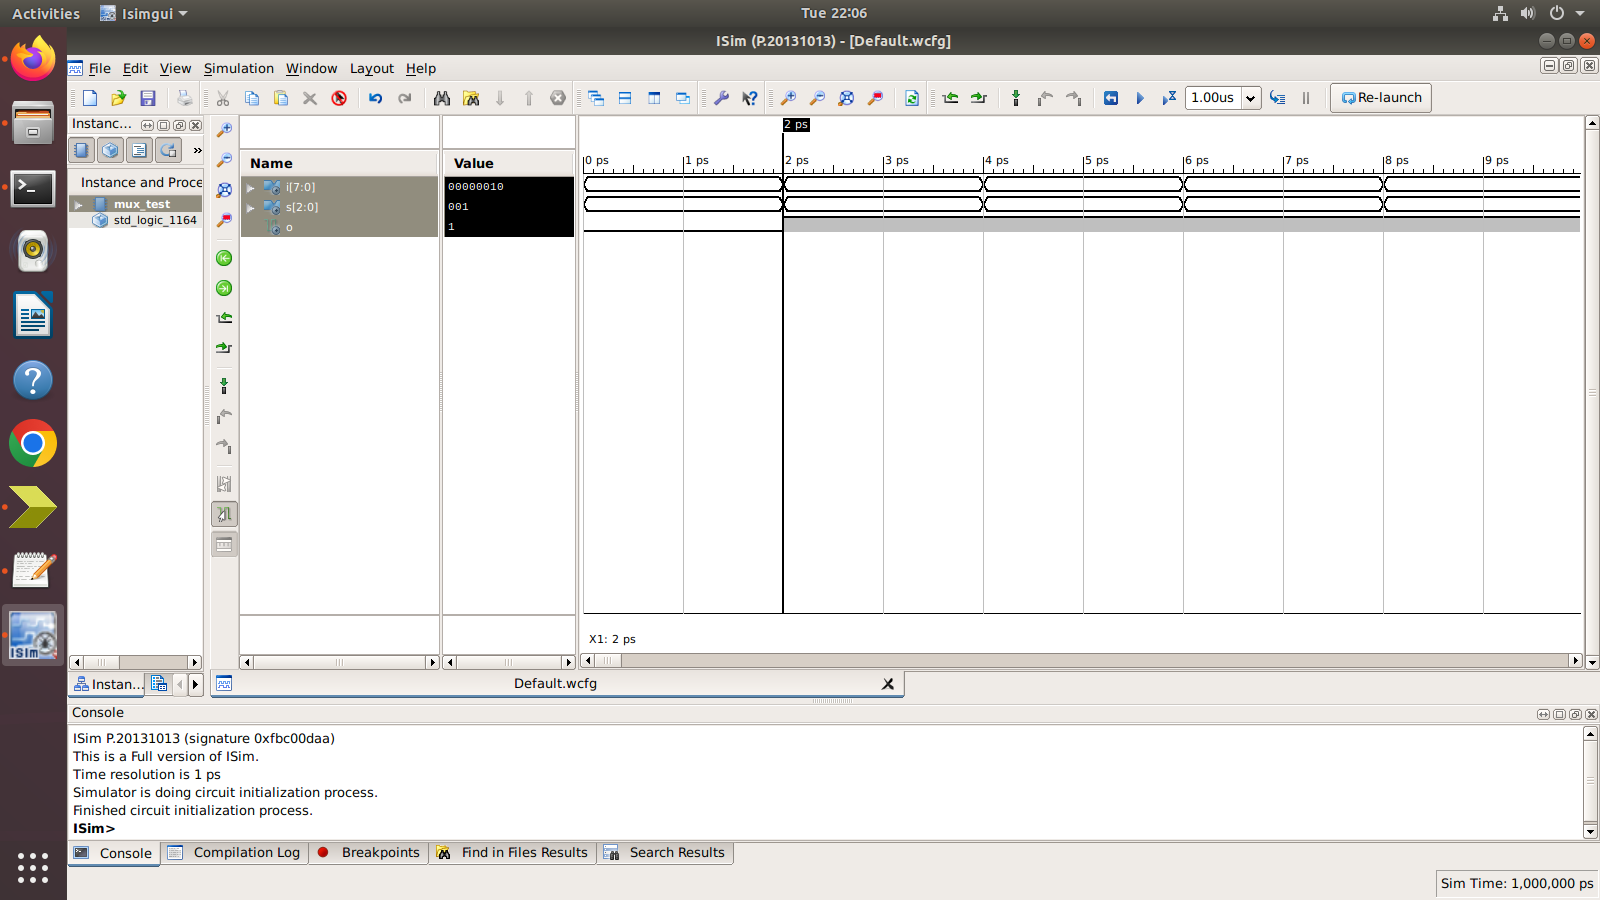 Activities
Isimgui
Tue 22:06
ISim (P.20131013) - [Default.wcfg]
File Edit View Simulation Window Layout Help
1.00us
Re-launch
Instanc...
»
Instance and Proce
mux_test
std_logic_1164
Name
Value
i[7:0]
00000010
s[2:0]
001
o
1
2 ps
0 ps 1 ps 2 ps 3 ps 4 ps 5 ps 6 ps 7 ps 8 ps 9 ps
X1: 2 ps
Instan...
Default.wcfg
Console
ISim P.20131013 (signature 0xfbc00daa)
This is a Full version of ISim.
Time resolution is 1 ps
Simulator is doing circuit initialization process.
Finished circuit initialization process.
ISim>
Console Compilation Log Breakpoints Find in Files Results Search Results
Sim Time: 1,000,000 ps
ISim